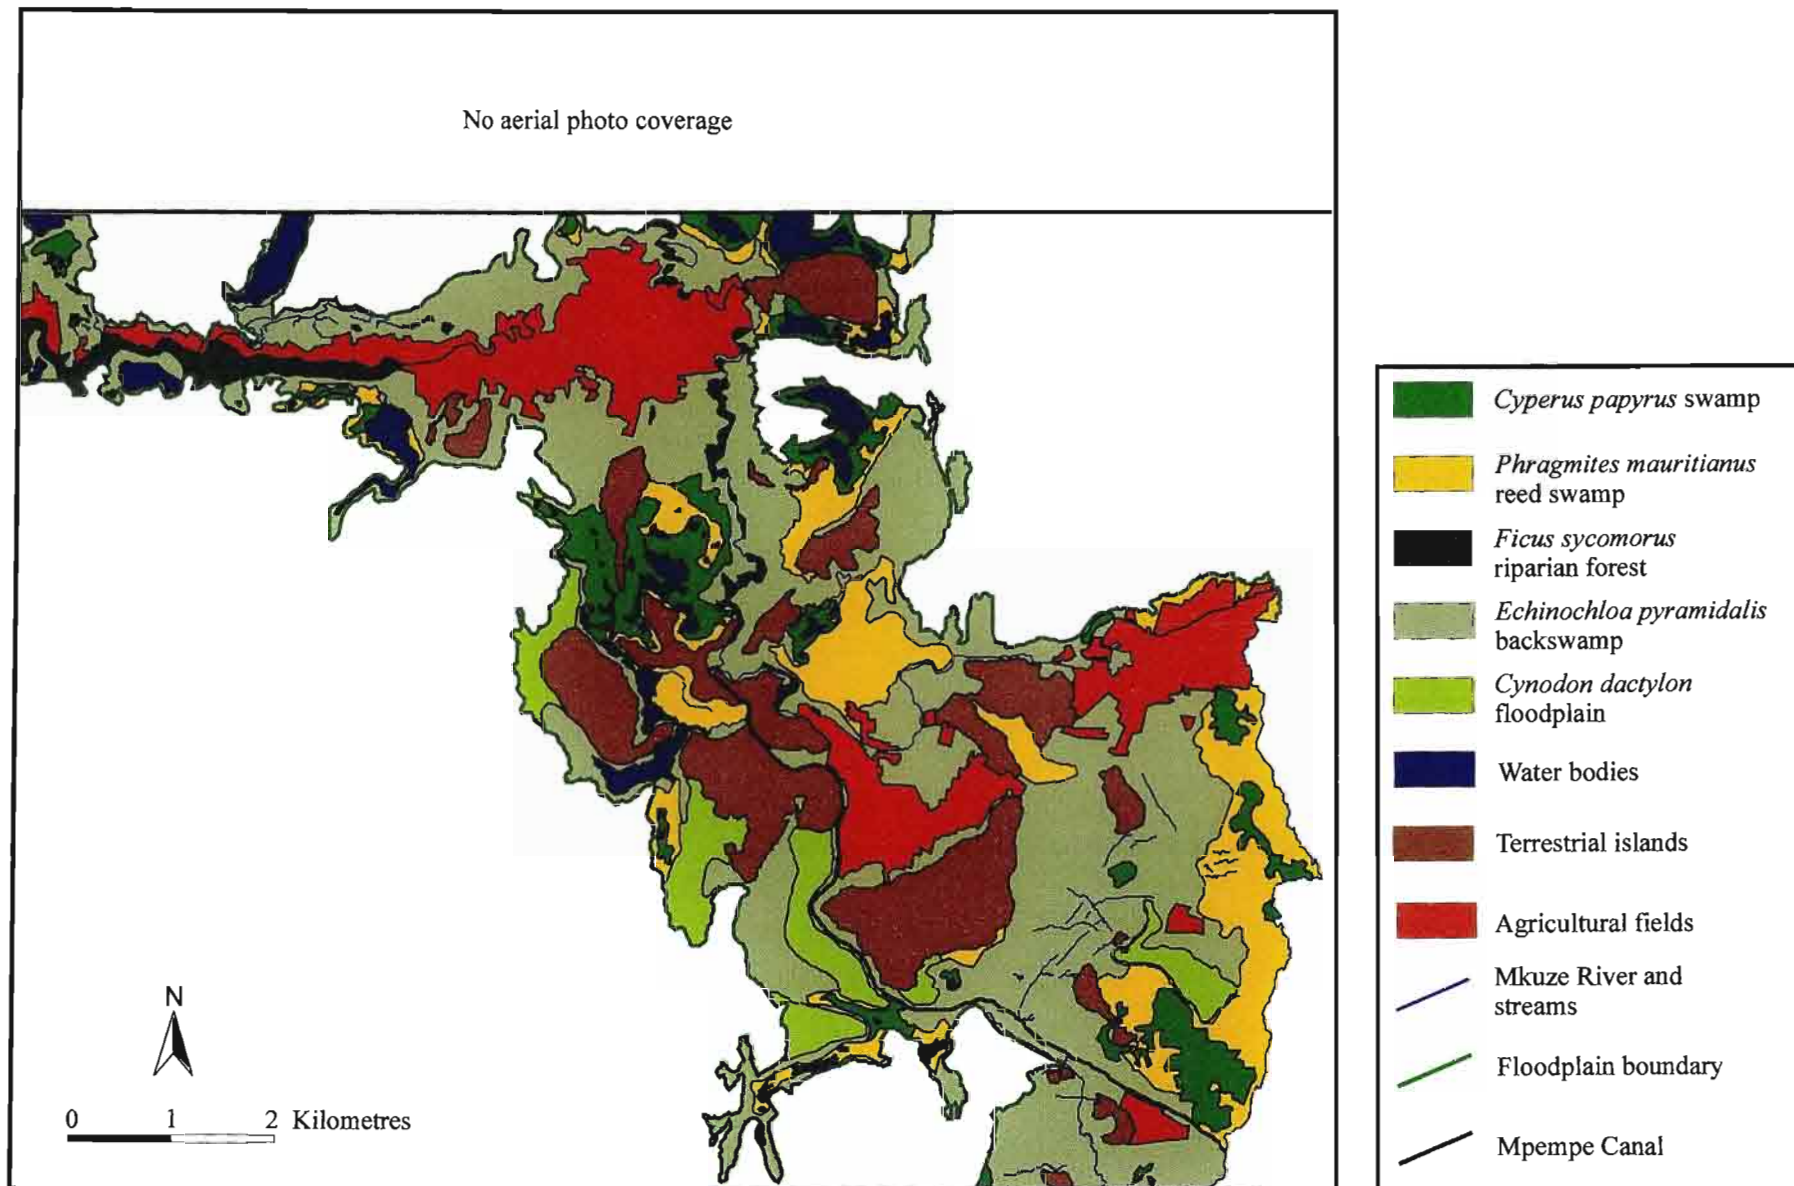 No aerial photo coverage
Cyperus papyrus swamp
Phragmites mauritianus
reed swamp
Ficus sycomorus
riparian forest
Echinochloa pyramidalis
backswamp
Cynodon dactylon
floodplain
Water bodies
Terrestrial islands
Agricultural fields
Mkuze River and
streams
Floodplain boundary
Mpempe Canal
N
0 1 2 Kilometres